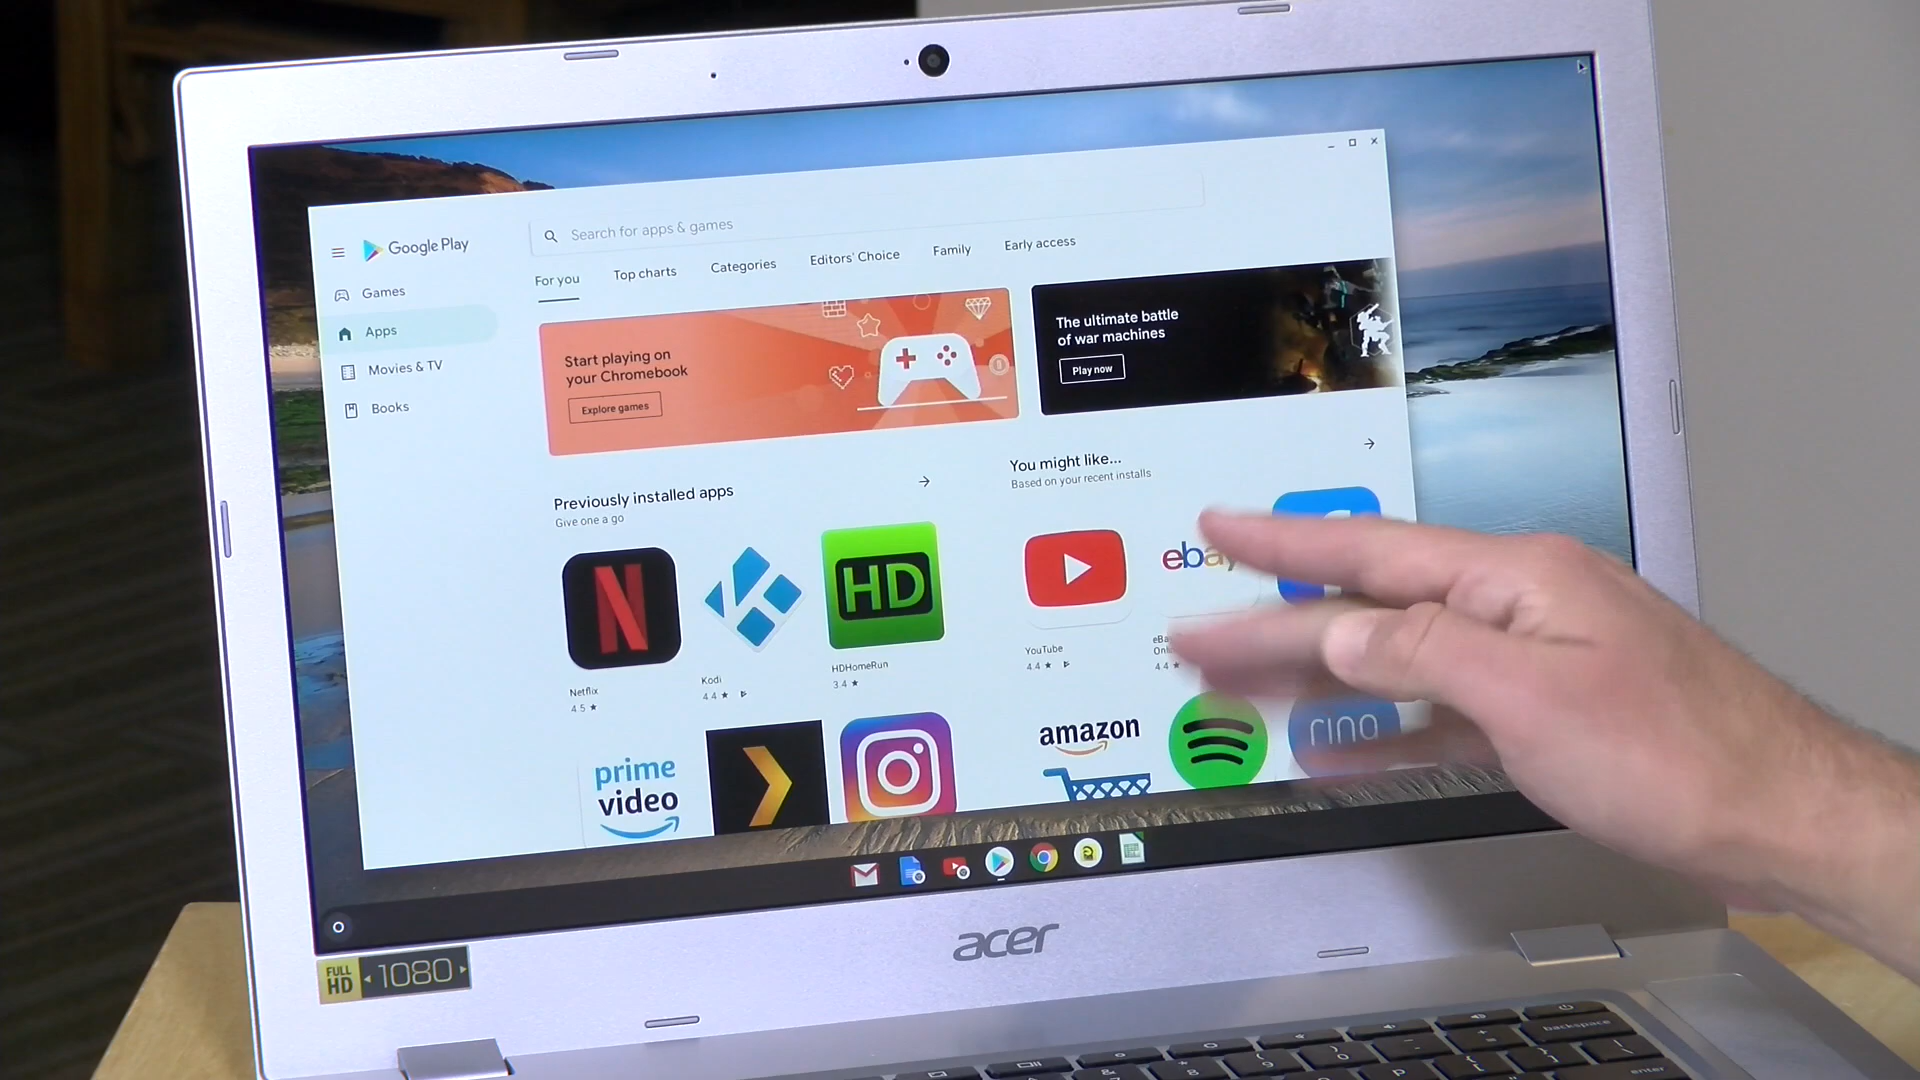 Google Play
Search for apps & games
Games
Apps
Movies & TV
Books
For you
Top charts
Categories
Editors' Choice
Family
Early access
Start playing on
your Chromebook
Explore games
The ultimate battle
of war machines
Play now
Previously installed apps
Give one a go
You might like...
Based on your recent installs
N
HD
ebay
Netflix
4.5 ★
Kodi
4.4 ★
HDHomeRun
3.4 ★
YouTube
4.4 ★
4.4 ★
prime
video
amazon
ring
acer
FULL
HD
1080
backspace
enter